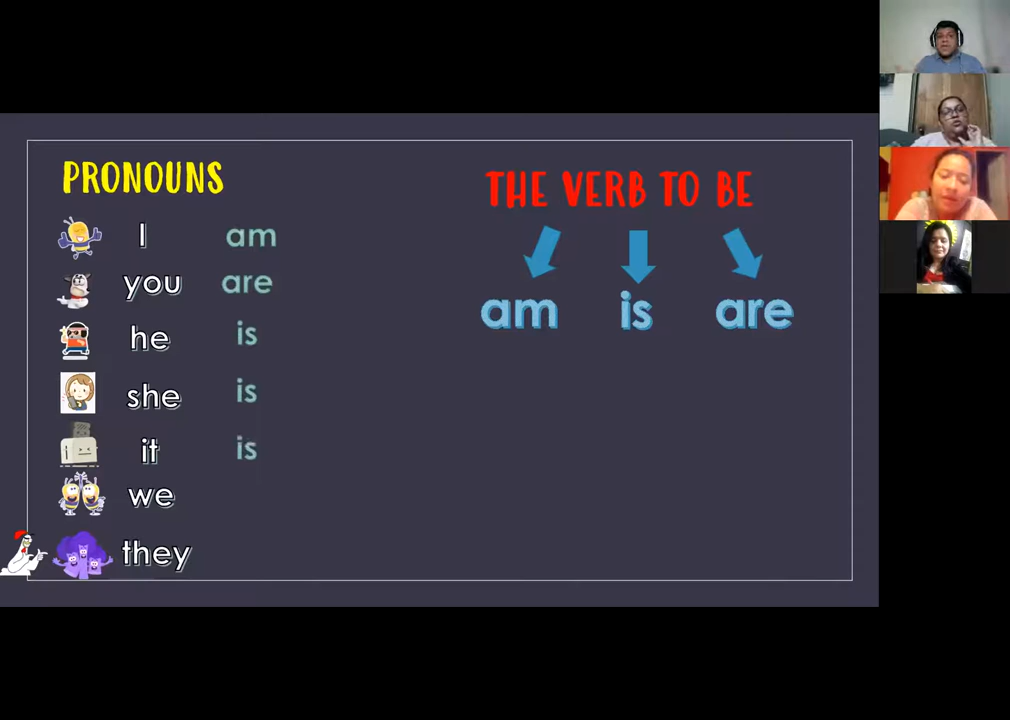 PRONOUNS
I am
you are
he is
she is
it is
we
they
THE VERB TO BE
am is are